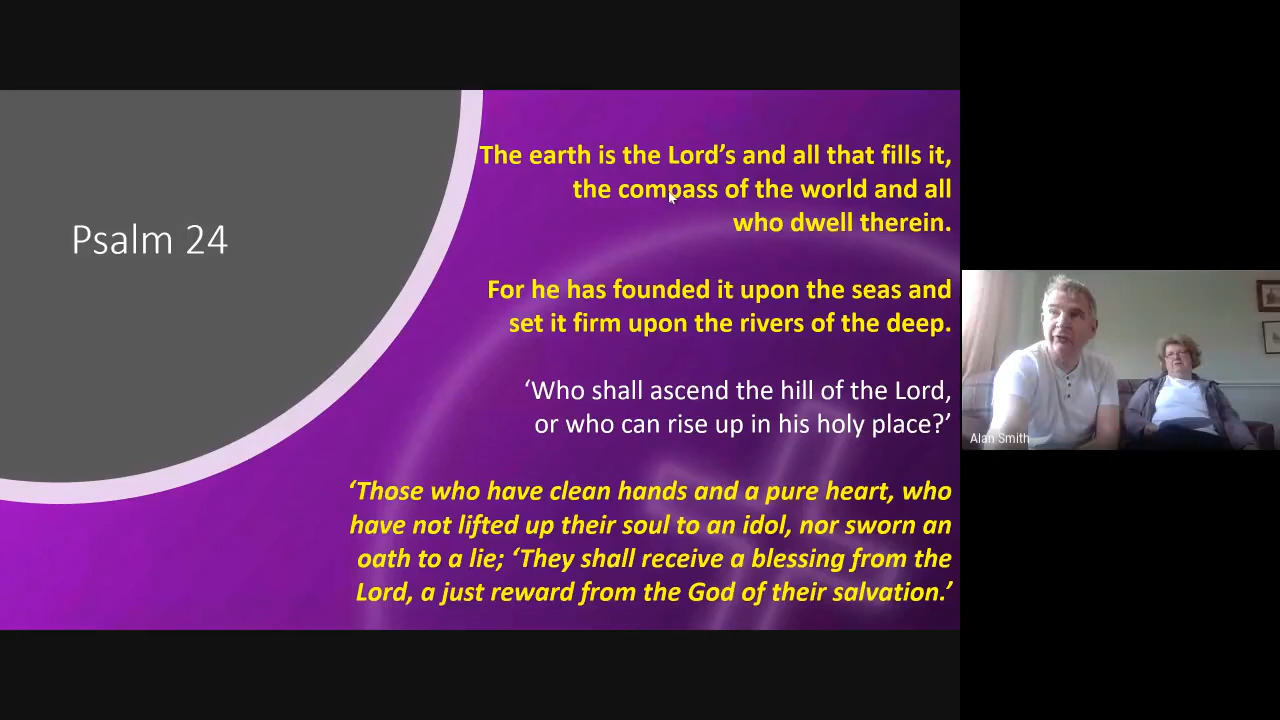 Psalm 24
The earth is the Lord’s and all that fills it,
the compass of the world and all
who dwell therein.
For he has founded it upon the seas and
set it firm upon the rivers of the deep.
‘Who shall ascend the hill of the Lord,
or who can rise up in his holy place?’
‘Those who have clean hands and a pure heart, who
have not lifted up their soul to an idol, nor sworn an
oath to a lie; ‘They shall receive a blessing from the
Lord, a just reward from the God of their salvation.’
Alan Smith